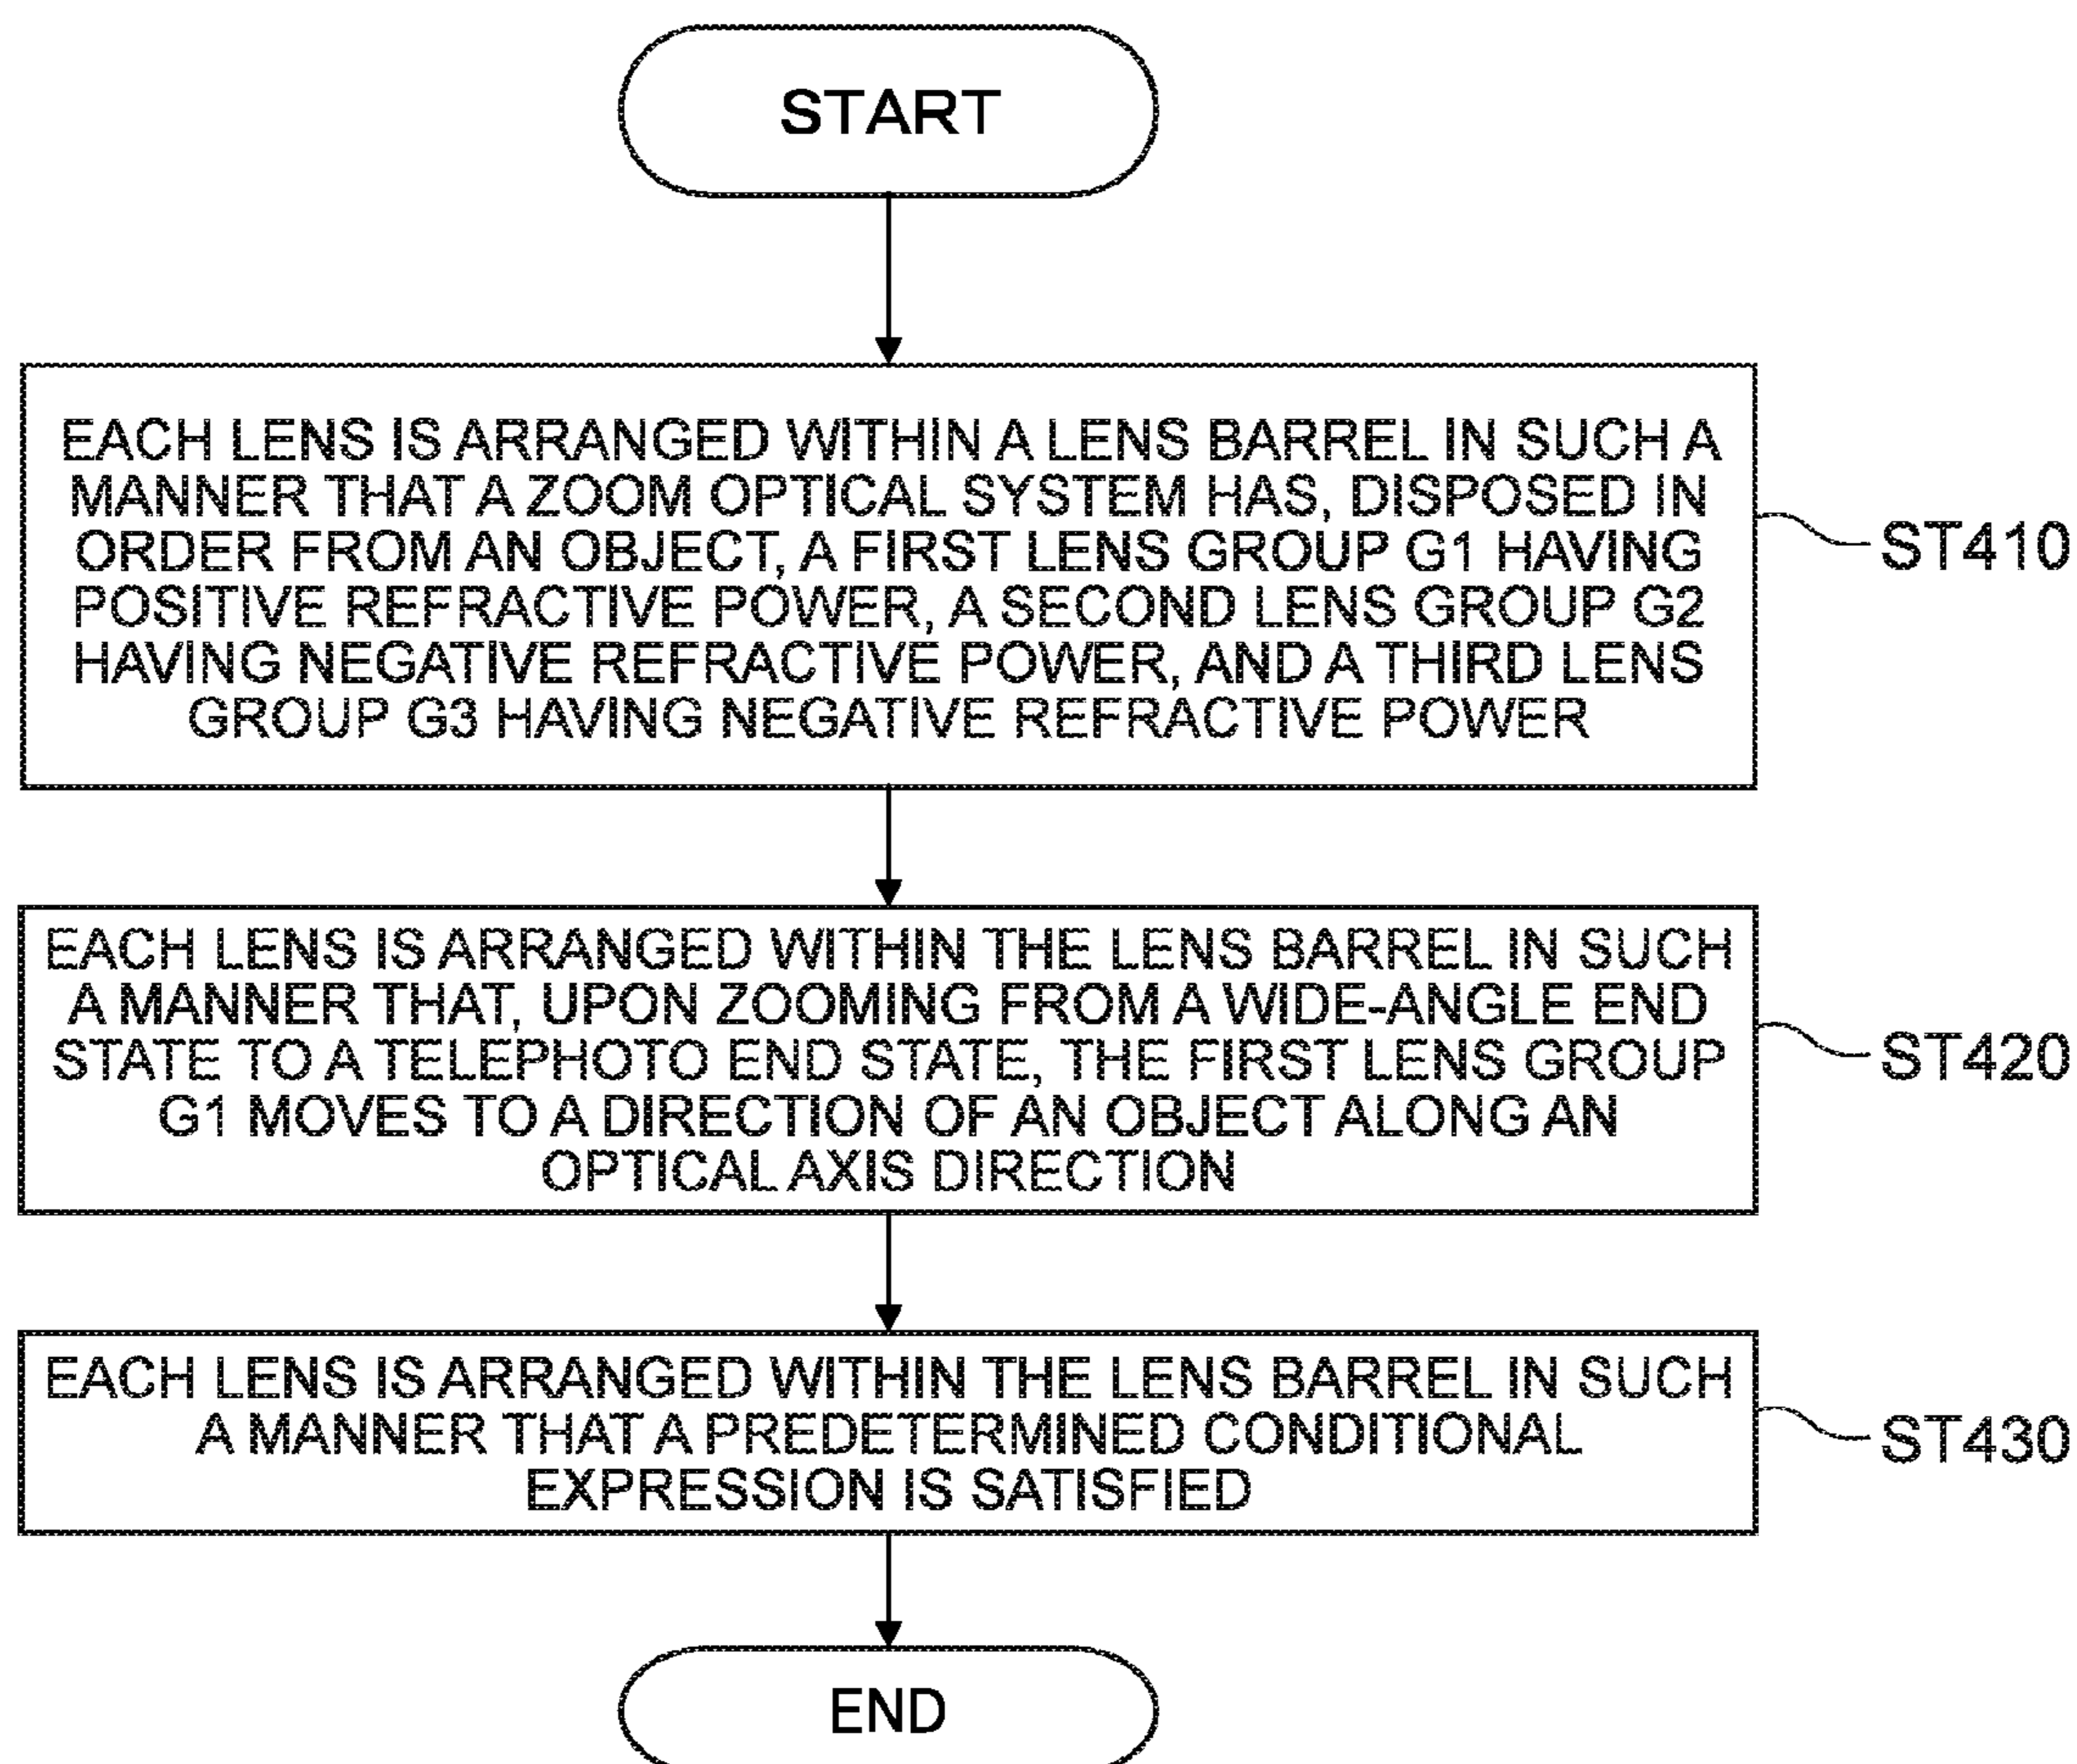 START
EACH LENS IS ARRANGED WITHIN A LENS BARREL IN SUCH A
MANNER THAT A ZOOM OPTICAL SYSTEM HAS, DISPOSED IN
ORDER FROM AN OBJECT, A FIRST LENS GROUP G1 HAVING
POSITIVE REFRACTIVE POWER, A SECOND LENS GROUP G2
HAVING NEGATIVE REFRACTIVE POWER, AND A THIRD LENS
GROUP G3 HAVING NEGATIVE REFRACTIVE POWER
ST410
EACH LENS IS ARRANGED WITHIN THE LENS BARREL IN SUCH
A MANNER THAT, UPON ZOOMING FROM A WIDE-ANGLE END
STATE TO A TELEPHOTO END STATE, THE FIRST LENS GROUP
G1 MOVES TO A DIRECTION OF AN OBJECT ALONG AN
OPTICAL AXIS DIRECTION
ST420
EACH LENS IS ARRANGED WITHIN THE LENS BARREL IN SUCH
A MANNER THAT A PREDETERMINED CONDITIONAL
EXPRESSION IS SATISFIED
ST430
END